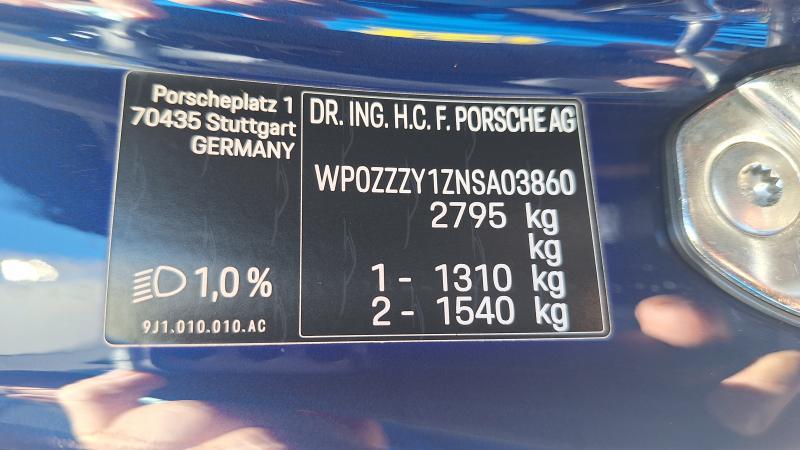 Porscheplatz 1
70435 Stuttgart
GERMANY
1,0 %
9J1.010.010.AC
DR. ING. H.C. F. PORSCHE AG
WP0ZZZY1ZNSA03860
2795 kg
kg
1 - 1310 kg
2 - 1540 kg